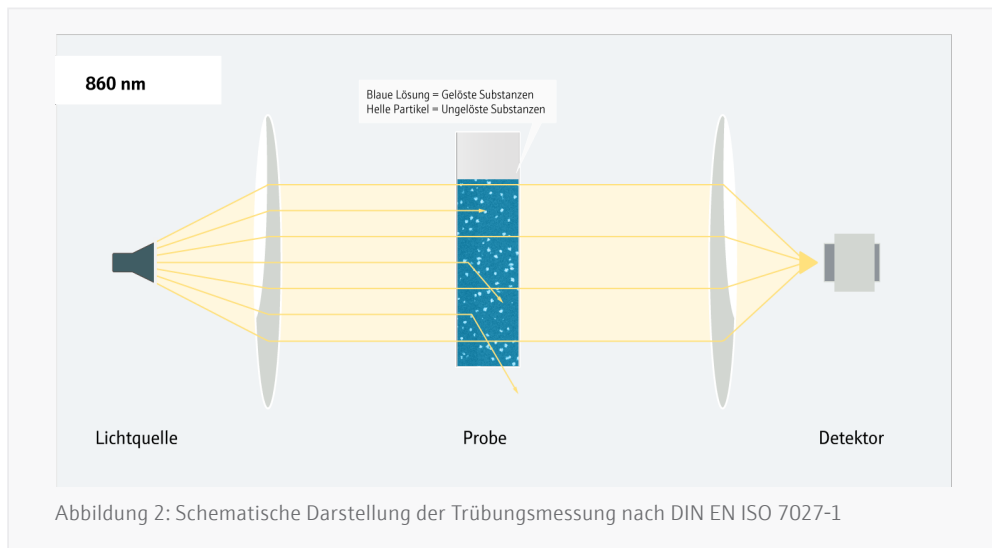 860 nm
Blaue Lösung = Gelöste Substanzen
Helle Partikel = Ungelöste Substanzen
Lichtquelle
Probe
Detektor
Abbildung 2: Schematische Darstellung der Trübungsmessung nach DIN EN ISO 7027-1